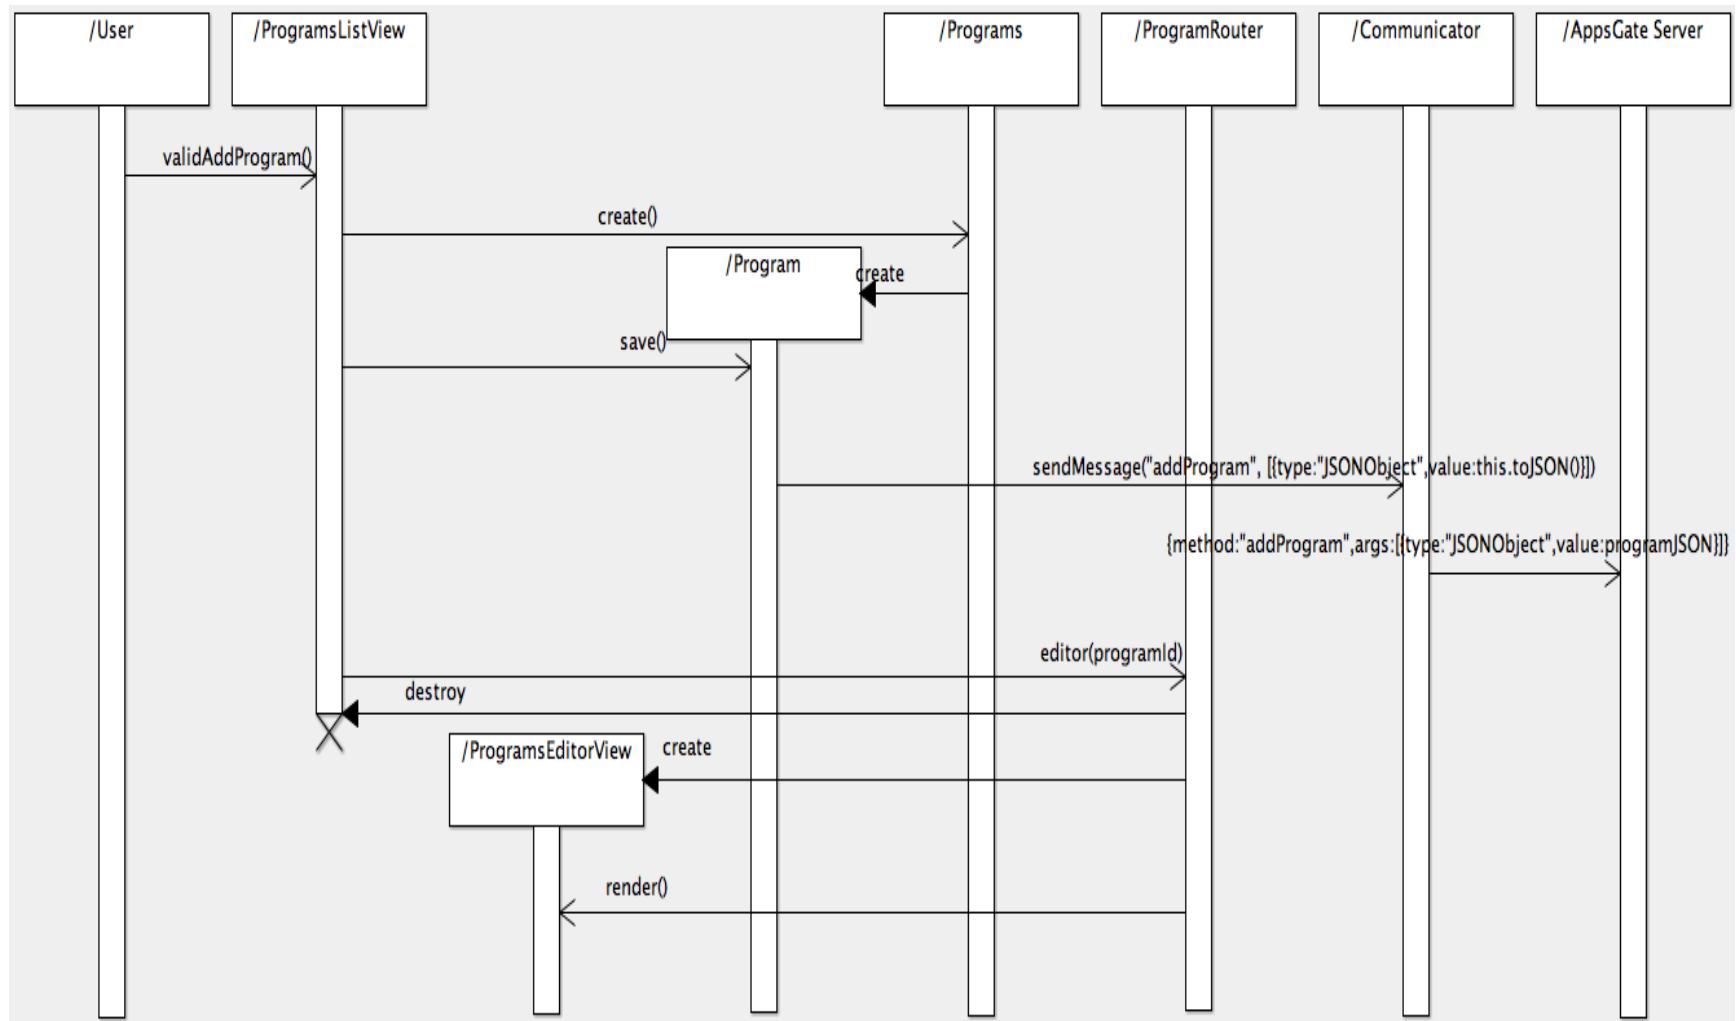 /User
/ProgramsListView
/Programs
/ProgramRouter
/Communicator
/AppsGate Server
validAddProgram()
create()
/Program
create
save()
sendMessage("addProgram", [{type:"JSONObject",value:this.toJSON()}])
{method:"addProgram",args:[{type:"JSONObject",value:programJSON}]}
editor(programId)
destroy
/ProgramsEditorView
create
render()